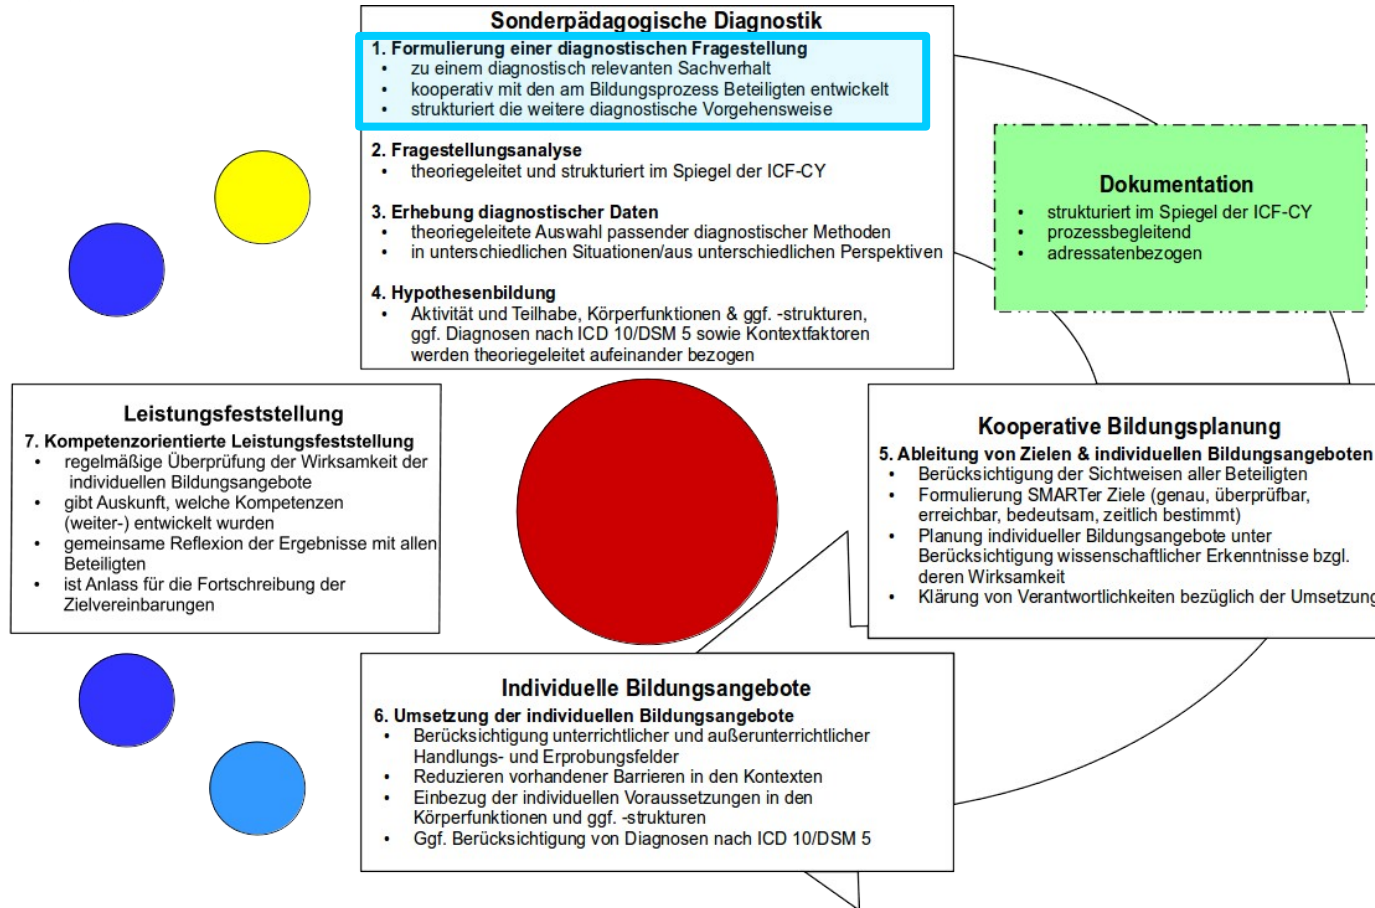 Sonderpädagogische Diagnostik
1. Formulierung einer diagnostischen Fragestellung
• zu einem diagnostisch relevanten Sachverhalt
• kooperativ mit den am Bildungsprozess Beteiligten entwickelt
• strukturiert die weitere diagnostische Vorgehensweise
2. Fragestellungsanalyse
• theoriegeleitet und strukturiert im Spiegel der ICF-CY
3. Erhebung diagnostischer Daten
• theoriegeleitete Auswahl passender diagnostischer Methoden
• in unterschiedlichen Situationen/aus unterschiedlichen Perspektiven
4. Hypothesenbildung
• Aktivität und Teilhabe, Körperfunktionen & ggf. -strukturen,
ggf. Diagnosen nach ICD 10/DSM 5 sowie Kontextfaktoren
werden theoriegeleitet aufeinander bezogen
Dokumentation
• strukturiert im Spiegel der ICF-CY
• prozessbegleitend
• adressatenbezogen
Kooperative Bildungsplanung
5. Ableitung von Zielen & individuellen Bildungsangeboten
• Berücksichtigung der Sichtweisen aller Beteiligten
• Formulierung SMARTer Ziele (genau, überprüfbar,
erreichbar, bedeutsam, zeitlich bestimmt)
• Planung individueller Bildungsangebote unter
Berücksichtigung wissenschaftlicher Erkenntnisse bzgl.
deren Wirksamkeit
• Klärung von Verantwortlichkeiten bezüglich der Umsetzung
Individuelle Bildungsangebote
6. Umsetzung der individuellen Bildungsangebote
• Berücksichtigung unterrichtlicher und außerunterrichtlicher
Handlungs- und Erprobungsfelder
• Reduzieren vorhandener Barrieren in den Kontexten
• Einbezug der individuellen Voraussetzungen in den
Körperfunktionen und ggf. -strukturen
• Ggf. Berücksichtigung von Diagnosen nach ICD 10/DSM 5
Leistungsfeststellung
7. Kompetenzorientierte Leistungsfeststellung
• regelmäßige Überprüfung der Wirksamkeit der
individuellen Bildungsangebote
• gibt Auskunft, welche Kompetenzen
(weiter-) entwickelt wurden
• gemeinsame Reflexion der Ergebnisse mit allen
Beteiligten
• ist Anlass für die Fortschreibung der
Zielvereinbarungen